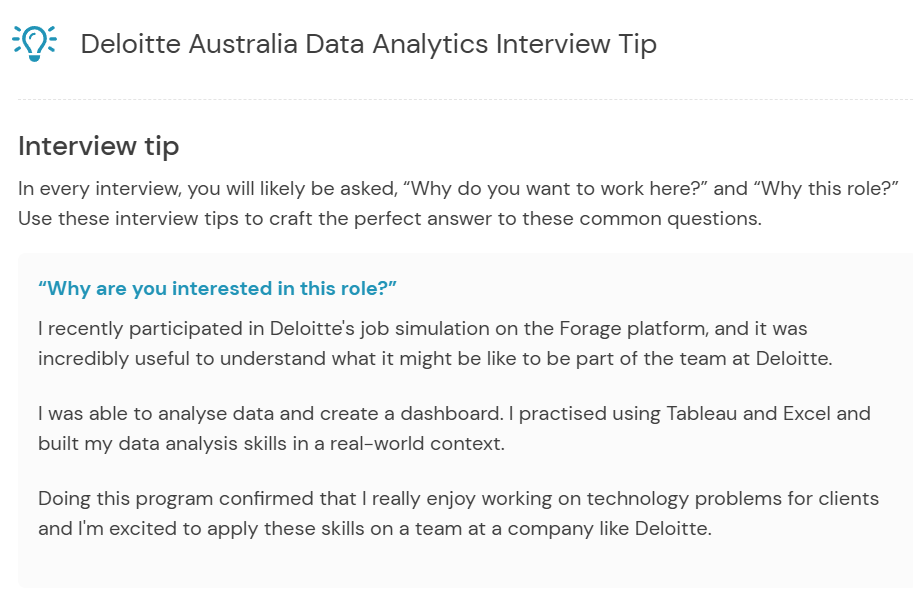 Deloitte Australia Data Analytics Interview Tip
Interview tip
In every interview, you will likely be asked, “Why do you want to work here?” and “Why this role?”
Use these interview tips to craft the perfect answer to these common questions.
“Why are you interested in this role?”
I recently participated in Deloitte's job simulation on the Forage platform, and it was
incredibly useful to understand what it might be like to be part of the team at Deloitte.
I was able to analyse data and create a dashboard. I practised using Tableau and Excel and
built my data analysis skills in a real-world context.
Doing this program confirmed that I really enjoy working on technology problems for clients
and I'm excited to apply these skills on a team at a company like Deloitte.